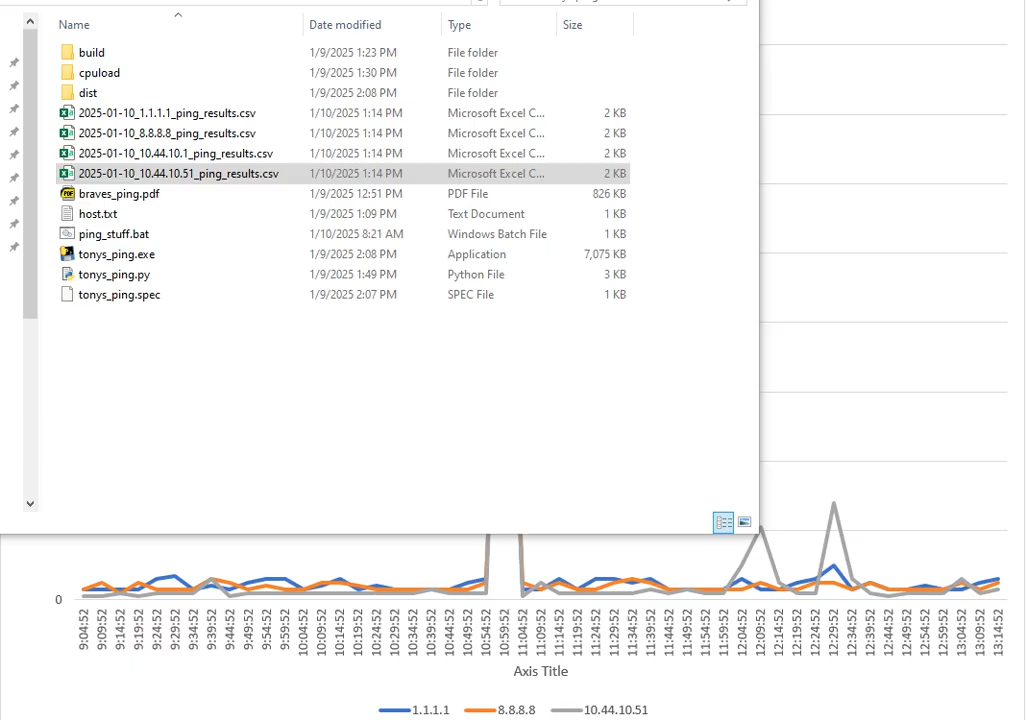 Name Date modified Type Size
build 1/9/2025 1:23 PM File folder
cpuload 1/9/2025 1:30 PM File folder
dist 1/9/2025 2:08 PM File folder
2025-01-10_1.1.1.1_ping_results.csv 1/10/2025 1:14 PM Microsoft Excel C... 2 KB
2025-01-10_8.8.8.8_ping_results.csv 1/10/2025 1:14 PM Microsoft Excel C... 2 KB
2025-01-10_10.44.10.1_ping_results.csv 1/10/2025 1:14 PM Microsoft Excel C... 2 KB
2025-01-10_10.44.10.51_ping_results.csv 1/10/2025 1:14 PM Microsoft Excel C... 2 KB
braves_ping.pdf 1/9/2025 12:51 PM PDF File 826 KB
host.txt 1/9/2025 1:09 PM Text Document 1 KB
ping_stuff.bat 1/10/2025 8:21 AM Windows Batch File 1 KB
tonys_ping.exe 1/9/2025 2:08 PM Application 7,075 KB
tonys_ping.py 1/9/2025 1:49 PM Python File 3 KB
tonys_ping.spec 1/9/2025 2:07 PM SPEC File 1 KB
0
9:04:52 9:09:52 9:14:52 9:19:52 9:24:52 9:29:52 9:34:52 9:39:52 9:44:52 9:49:52 9:54:52 9:59:52 10:04:52 10:09:52 10:14:52 10:19:52 10:24:52 10:29:52 10:34:52 10:39:52 10:44:52 10:49:52 10:54:52 10:59:52 11:04:52 11:09:52 11:14:52 11:19:52 11:24:52 11:29:52 11:34:52 11:39:52 11:44:52 11:49:52 11:54:52 11:59:52 12:04:52 12:09:52 12:14:52 12:19:52 12:24:52 12:29:52 12:34:52 12:39:52 12:44:52 12:49:52 12:54:52 12:59:52 13:04:52 13:09:52 13:14:52
Axis Title
1.1.1.1 8.8.8.8 10.44.10.51